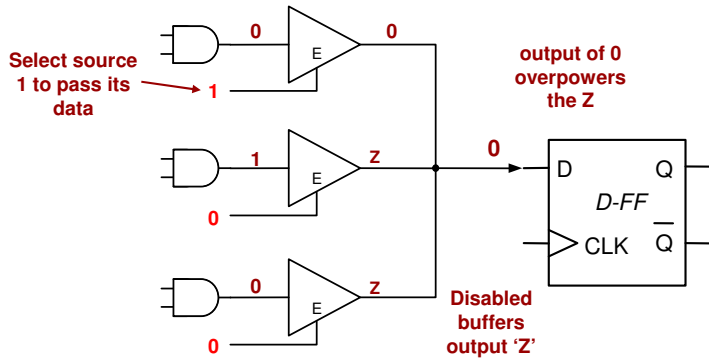 0
0
Select source
1 to pass its
data
E
1
output of 0
overpowers
the Z
1
Z
E
0
0
D
Q
D-FF
CLK
Q
0
Z
E
0
Disabled
buffers
output ‘Z’